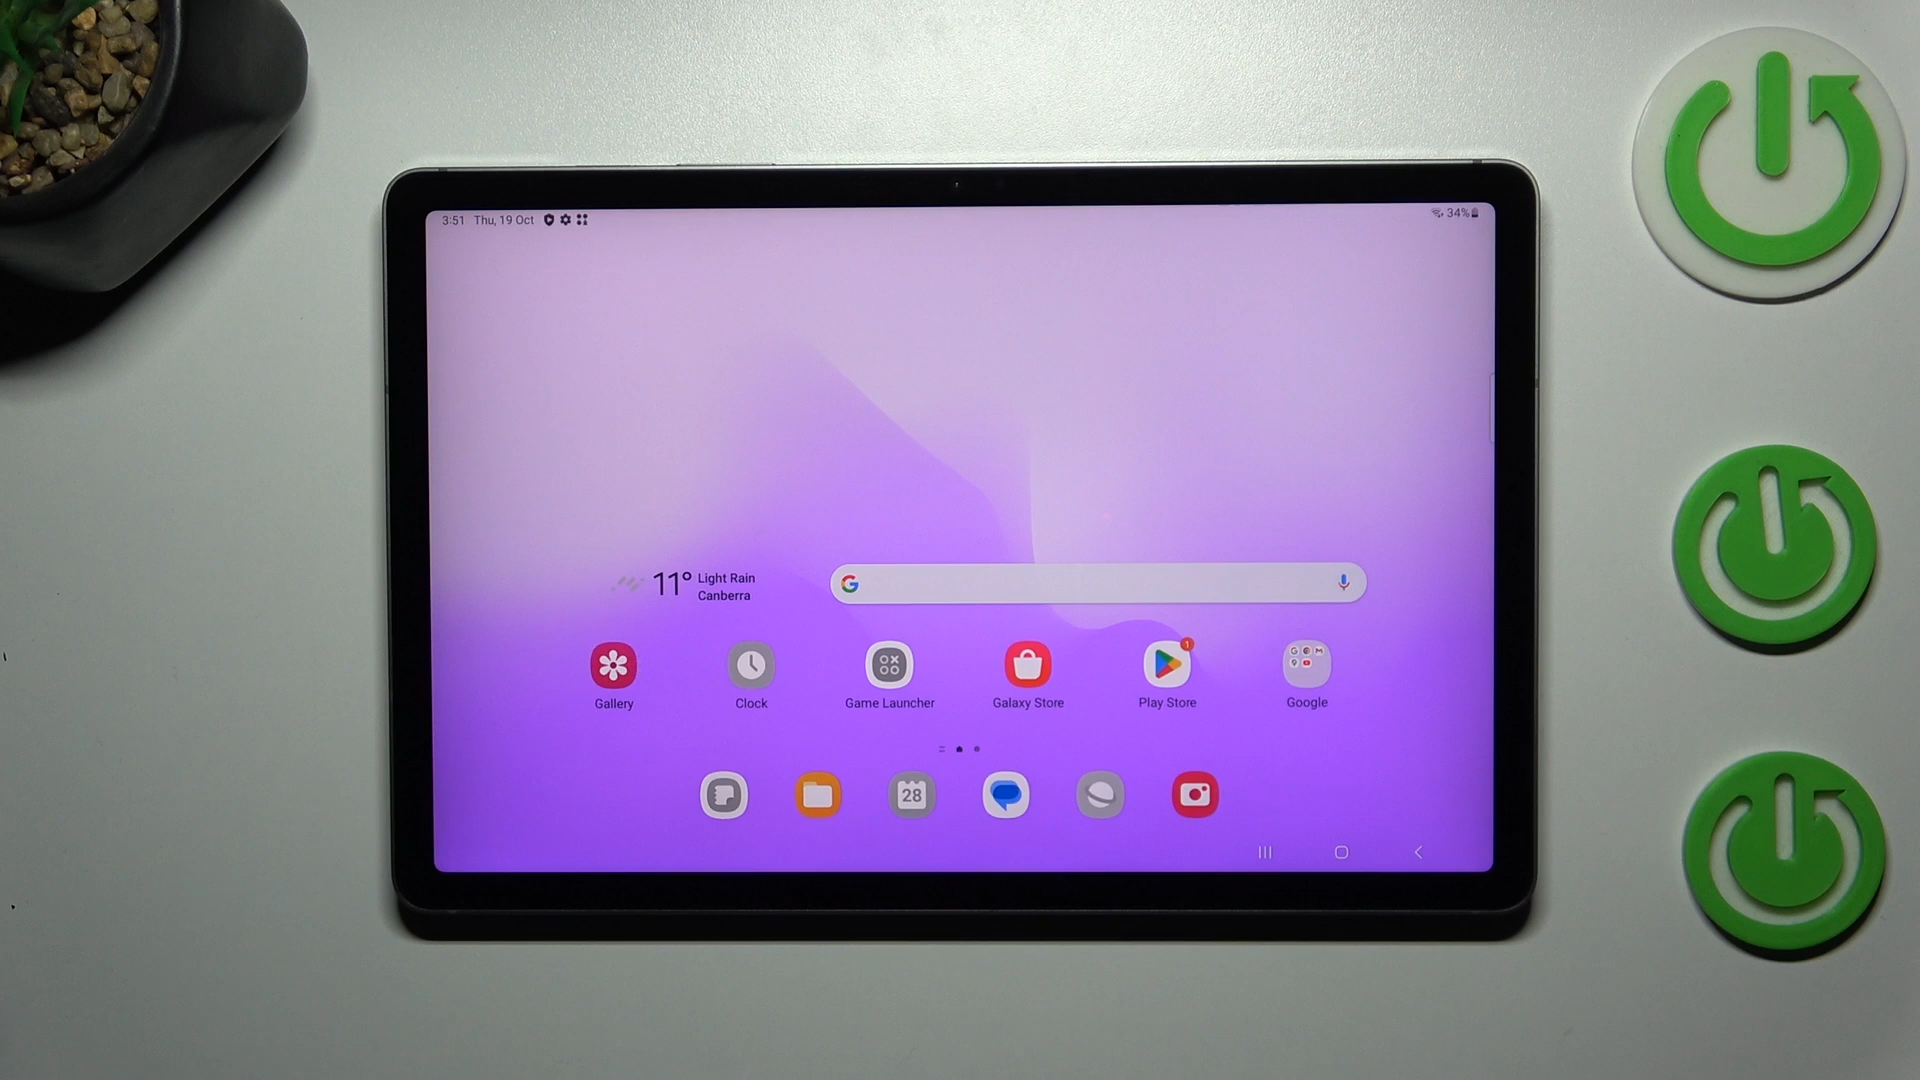 3:51 Thu, 19 Oct
34%
11° Light Rain
Canberra
G
Gallery
Clock
Game Launcher
Galaxy Store
1
Play Store
Google
28